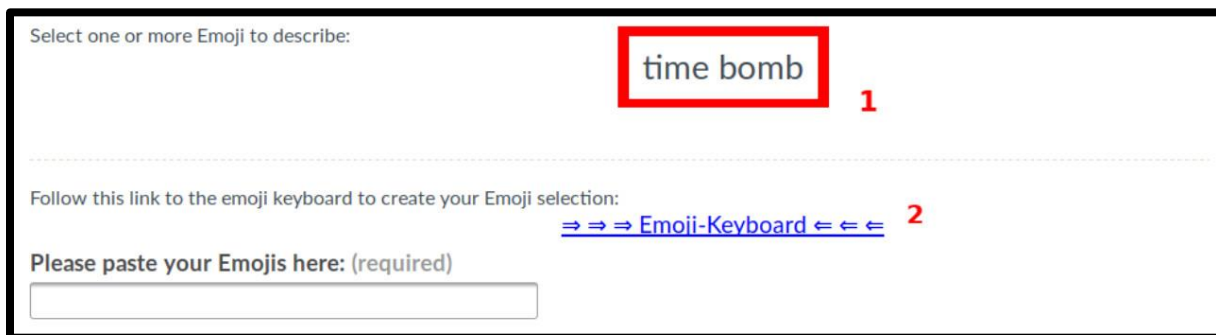 Select one or more Emoji to describe:
time bomb
1
Follow this link to the emoji keyboard to create your Emoji selection:
⇒ ⇒ ⇒ Emoji-Keyboard ⇐ ⇐ ⇐
2
Please paste your Emojis here: (required)